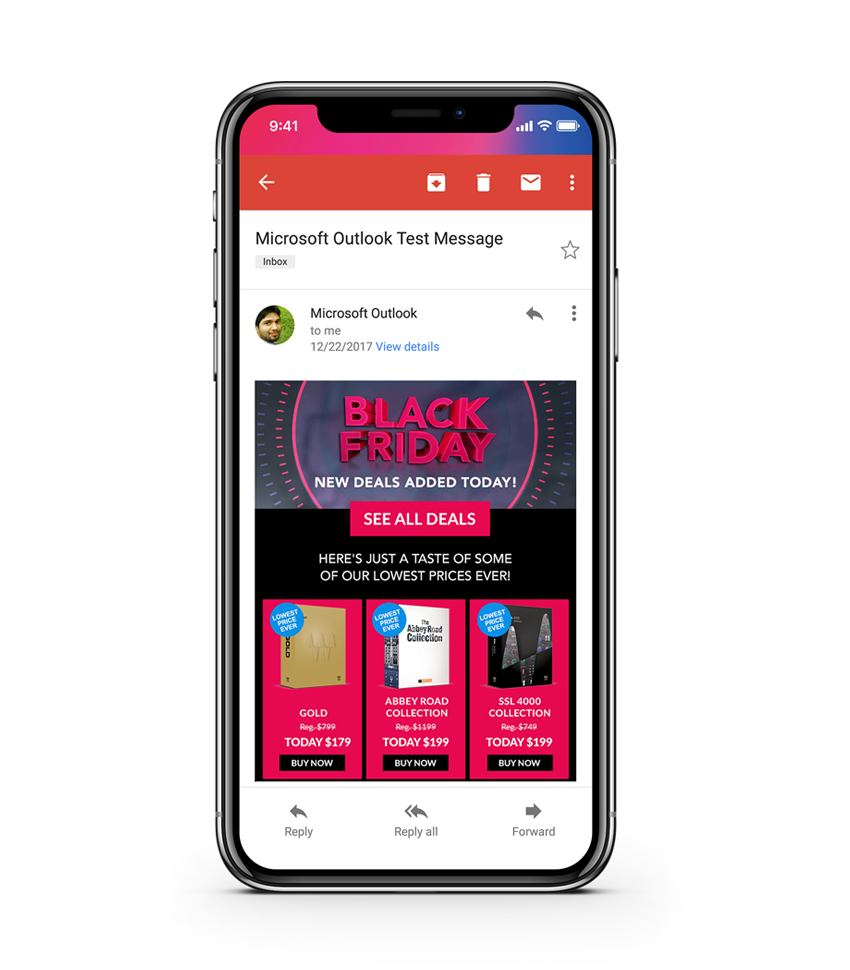 9:41
Microsoft Outlook Test Message
Inbox
Microsoft Outlook
to me
12/22/2017 View details
BLACK
FRIDAY
NEW DEALS ADDED TODAY!
SEE ALL DEALS
HERE'S JUST A TASTE OF SOME
OF OUR LOWEST PRICES EVER!
LOWEST
PRICE
EVER
GOLD
GOLD
Reg. $799
TODAY $179
BUY NOW
LOWEST
PRICE
EVER
The
Abbey Road
Collection
ABBEY ROAD
COLLECTION
Reg. $1199
TODAY $199
BUY NOW
LOWEST
PRICE
EVER
SSL 4000
COLLECTION
Reg. $749
TODAY $199
BUY NOW
Reply
Reply all
Forward